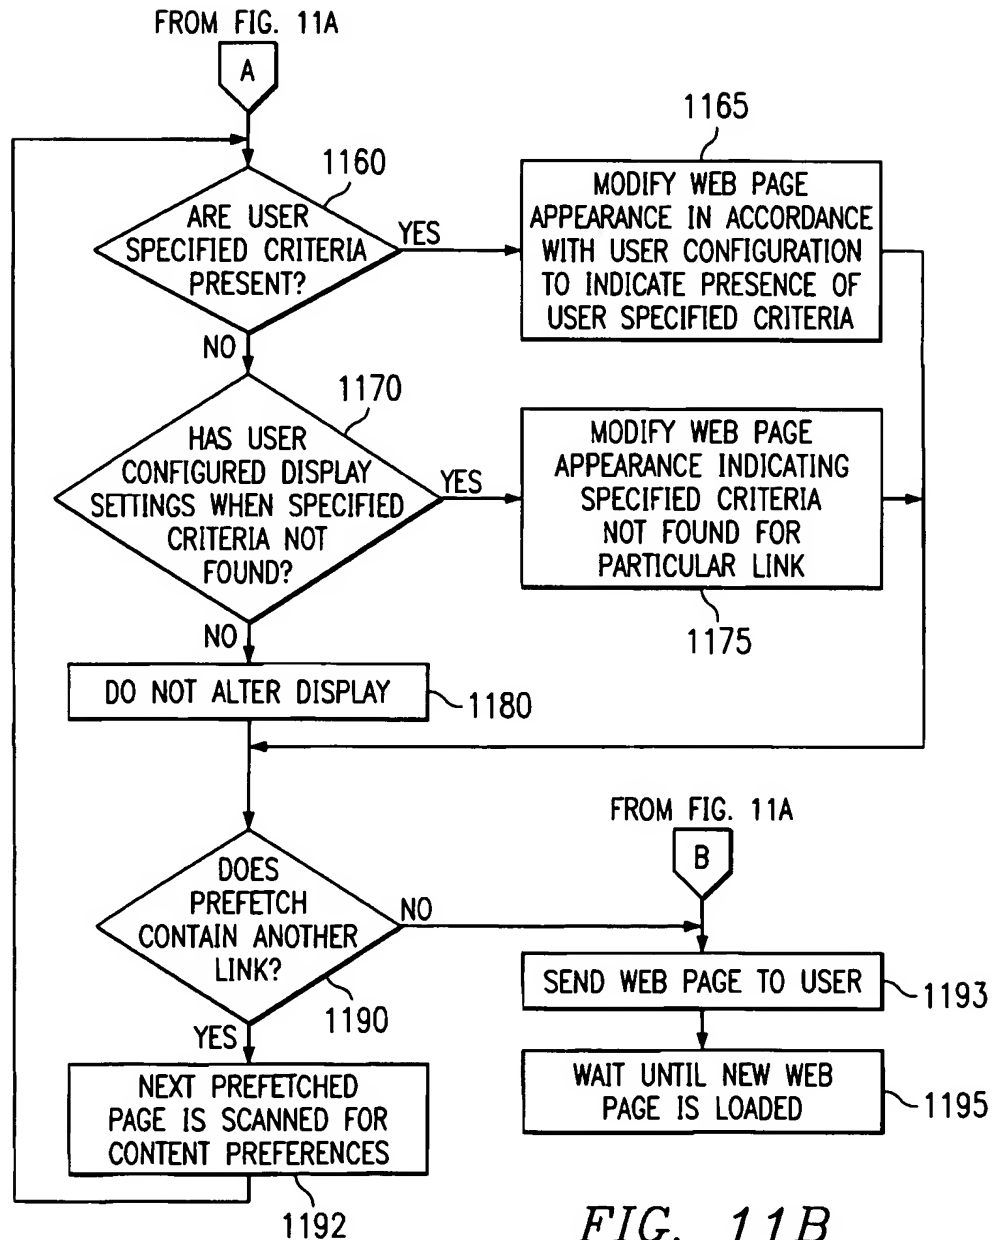 FROM FIG. 11A
A
1160
ARE USER
SPECIFIED CRITERIA
PRESENT?
YES
NO
1165
MODIFY WEB PAGE
APPEARANCE IN ACCORDANCE
WITH USER CONFIGURATION
TO INDICATE PRESENCE OF
USER SPECIFIED CRITERIA
1170
HAS USER
CONFIGURED DISPLAY
SETTINGS WHEN SPECIFIED
CRITERIA NOT
FOUND?
YES
NO
MODIFY WEB PAGE
APPEARANCE INDICATING
SPECIFIED CRITERIA
NOT FOUND FOR
PARTICULAR LINK
1175
DO NOT ALTER DISPLAY
1180
DOES
PREFETCH
CONTAIN ANOTHER
LINK?
NO
1190
YES
FROM FIG. 11A
B
SEND WEB PAGE TO USER
1193
WAIT UNTIL NEW WEB
PAGE IS LOADED
1195
NEXT PREFETCHED
PAGE IS SCANNED FOR
CONTENT PREFERENCES
1192
FIG. 11B